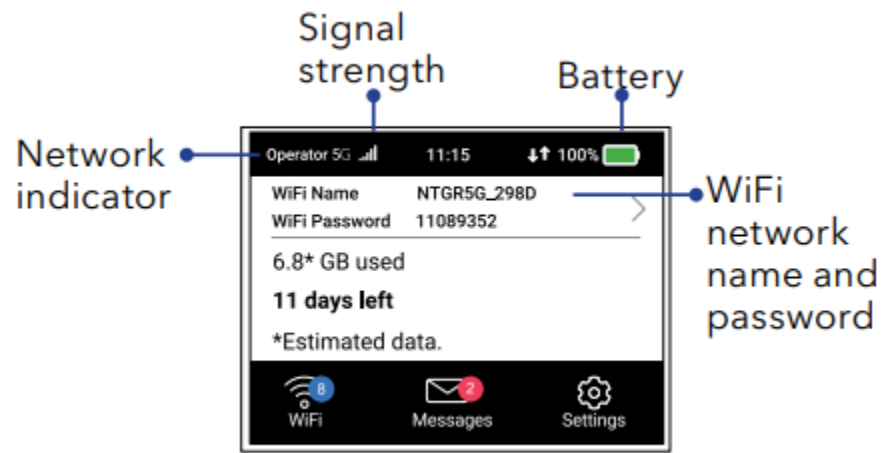 Signal
strength
Battery
Network
indicator
Operator 5G 11:15 100%
WiFi Name NTGR5G_298D
WiFi Password 11089352
WiFi
network
name and
password
6.8* GB used
11 days left
*Estimated data.
8 2
WiFi Messages Settings